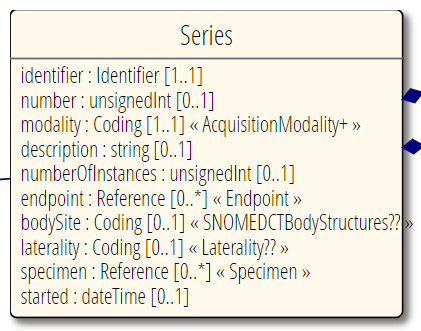 Series
identifier : Identifier [1..1]
number : unsignedInt [0..1]
modality : Coding [1..1] « AcquisitionModality+ »
description : string [0..1]
numberOfInstances : unsignedInt [0..1]
endpoint : Reference [0..*] « Endpoint »
bodySite : Coding [0..1] « SNOMEDCTBodyStructures?? »
laterality : Coding [0..1] « Laterality?? »
specimen : Reference [0..*] « Specimen »
started : dateTime [0..1]